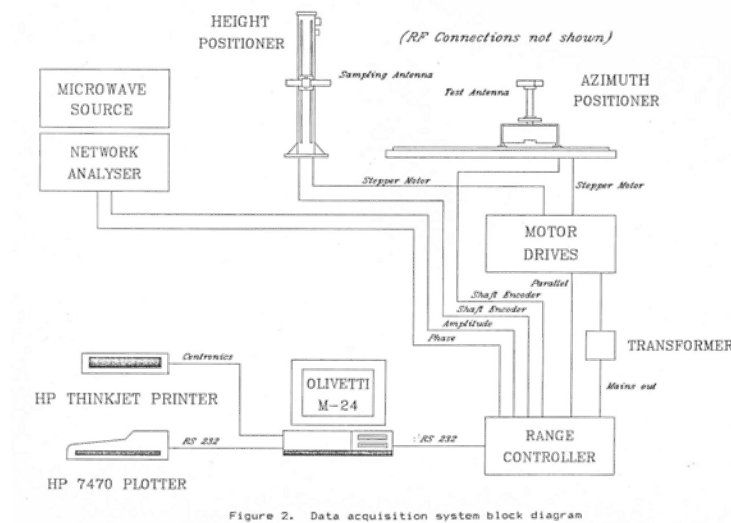 HEIGHT
POSITIONER
(RF Connections not shown)
MICROWAVE
SOURCE
Sampling Antenna
Test Antenna
AZIMUTH
POSITIONER
NETWORK
ANALYSER
Stepper Motor
Stepper Motor
MOTOR
DRIVES
Parallel
Shaft Encoder
Shaft Encoder
Amplitude
Phase
TRANSFORMER
Mains out
Centronics
HP THINKJET PRINTER
OLIVETTI
M-24
RS 232
RS 232
RANGE
CONTROLLER
HP 7470 PLOTTER
Figure 2. Data acquisition system block diagram